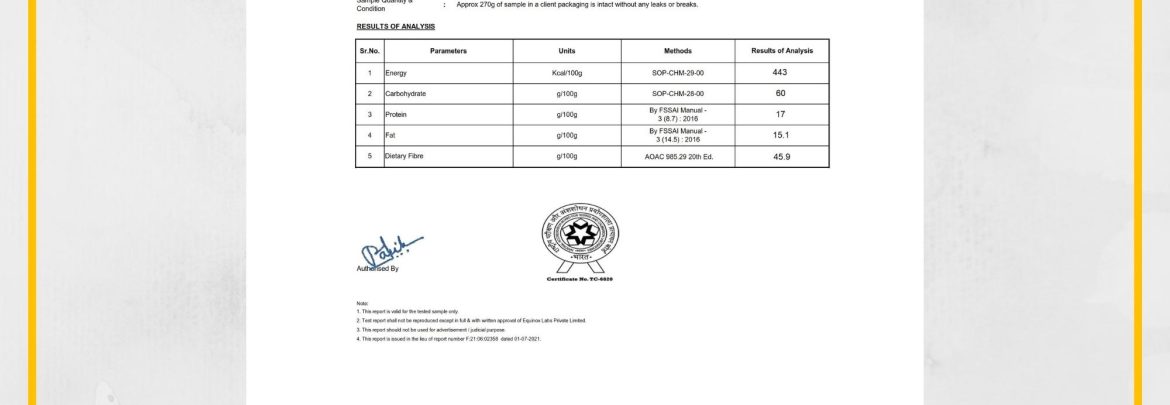 Sample Quantity &
Condition : Approx 270g of sample in a client packaging is intact without any leaks or breaks.
RESULTS OF ANALYSIS
Sr.No. Parameters Units Methods Results of Analysis
1 Energy Kcal/100g SOP-CHM-29-00 443
2 Carbohydrate g/100g SOP-CHM-28-00 60
3 Protein g/100g By FSSAI Manual -
3 (8.7) : 2016 17
4 Fat g/100g By FSSAI Manual -
3 (14.5) : 2016 15.1
5 Dietary Fibre g/100g AOAC 985.29 20th Ed. 45.9
भारत
Certificate No. TC-6820
Authorised By
Note:
1. This report is valid for the tested sample only.
2. Test report shall not be reproduced except in full & with written approval of Equinox Labs Private Limited.
3. This report should not be used for advertisement / judicial purpose.
4. This report is issued in the lieu of report number F:21:06:02358 dated 01-07-2021.